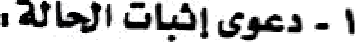 ١ - دعوى إثبات الحالة ،